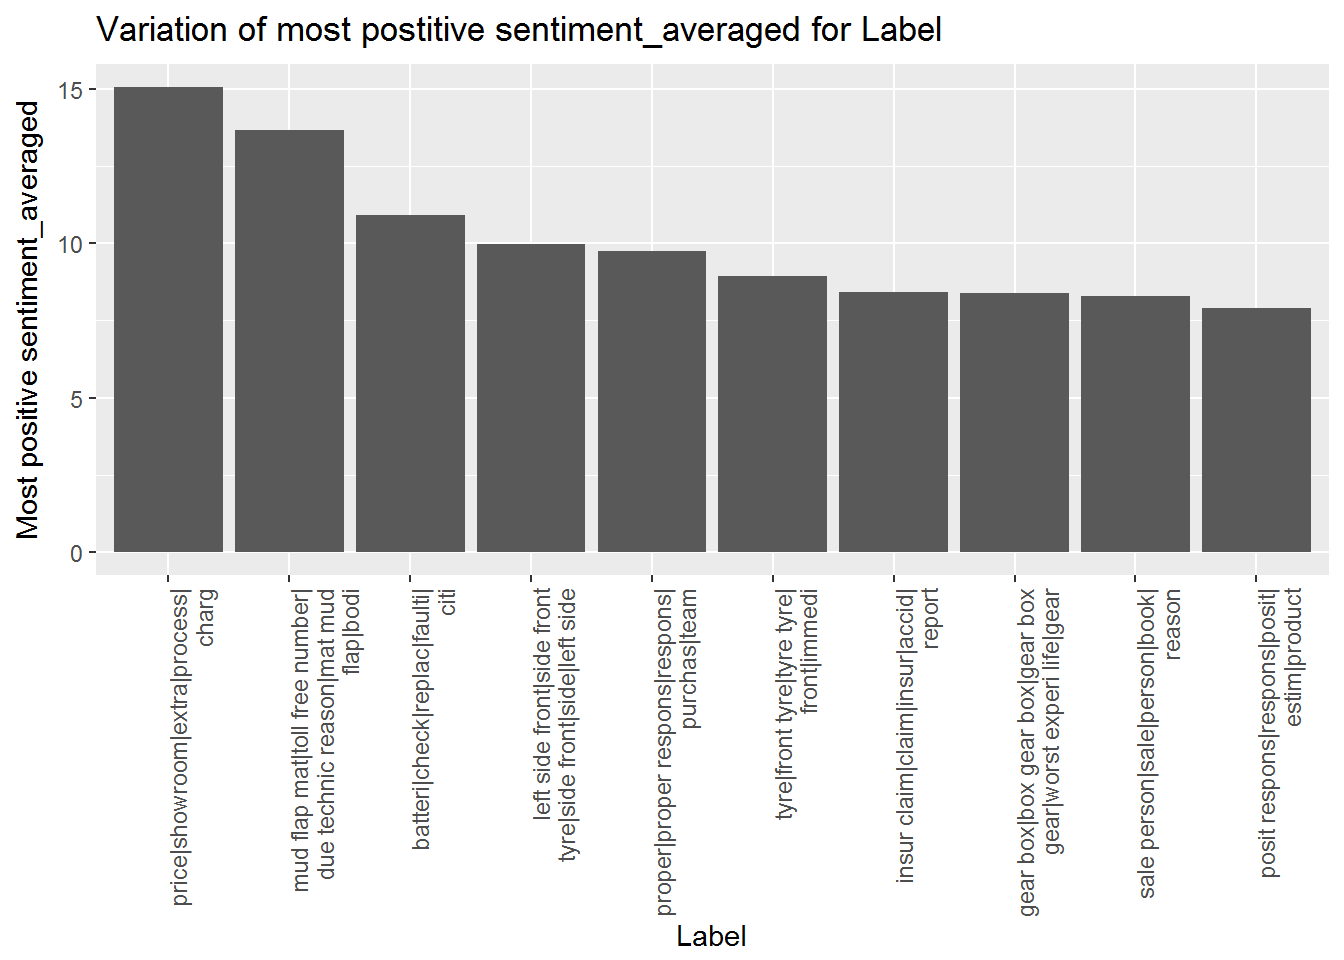 Variation of most postitive sentiment_averaged for Label
Most positive sentiment_averaged
15
10
5
0
price|showroom|extra|process|
charg
mud flap mat|toll free number|
due technic reason|mat mud
flap|bodi
batteri|check|replac|faulti|
citi
left side front|side front
tyre|side front|side|left side
proper|proper respons|respons|
purchas|team
tyre|front tyre|tyre tyre|
front|immedi
insur claim|claim|insur|accid|
report
gear box|box gear box|gear box
gear|worst experi life|gear
sale person|sale|person|book|
reason
posit respons|respons|posit|
estim|product
Label